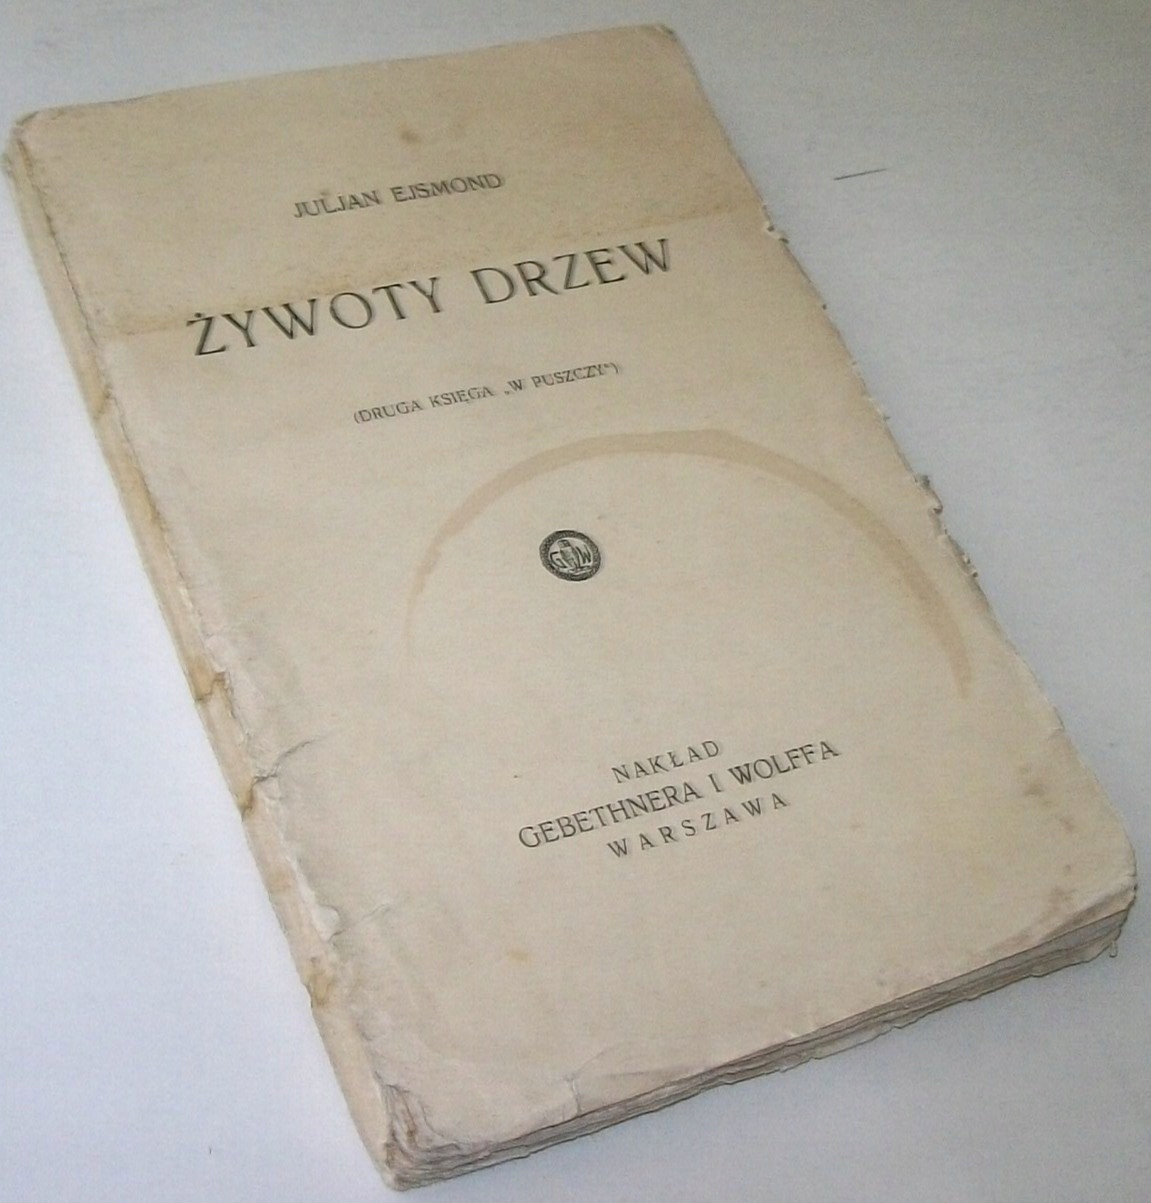 JULJAN EJSMOND
ŻYWOTY DRZEW
(DRUGA KSIĘGA „W PUSZCZY“)
G W
NAKŁAD
GEBETHNERA I WOLFFA
WARSZAWA